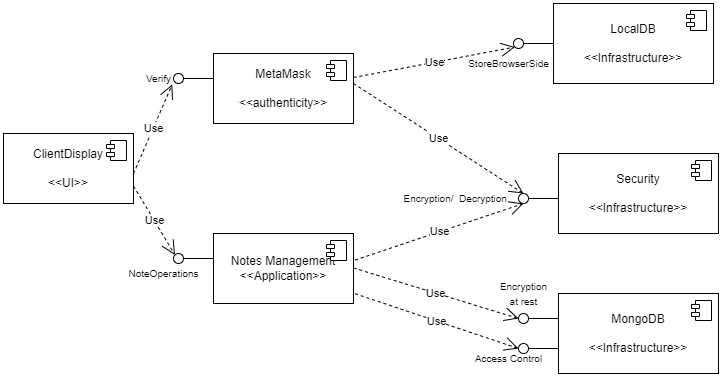 LocalDB
<<Infrastructure>>
Use
StoreBrowserSide
MetaMask
<<authenticity>>
Verify
Use
Use
ClientDisplay
<<UI>>
Security
<<Infrastructure>>
Encryption/ Decryption
Use
Use
Notes Management
<<Application>>
NoteOperations
Encryption
at rest
Use
MongoDB
<<Infrastructure>>
Use
Access Control